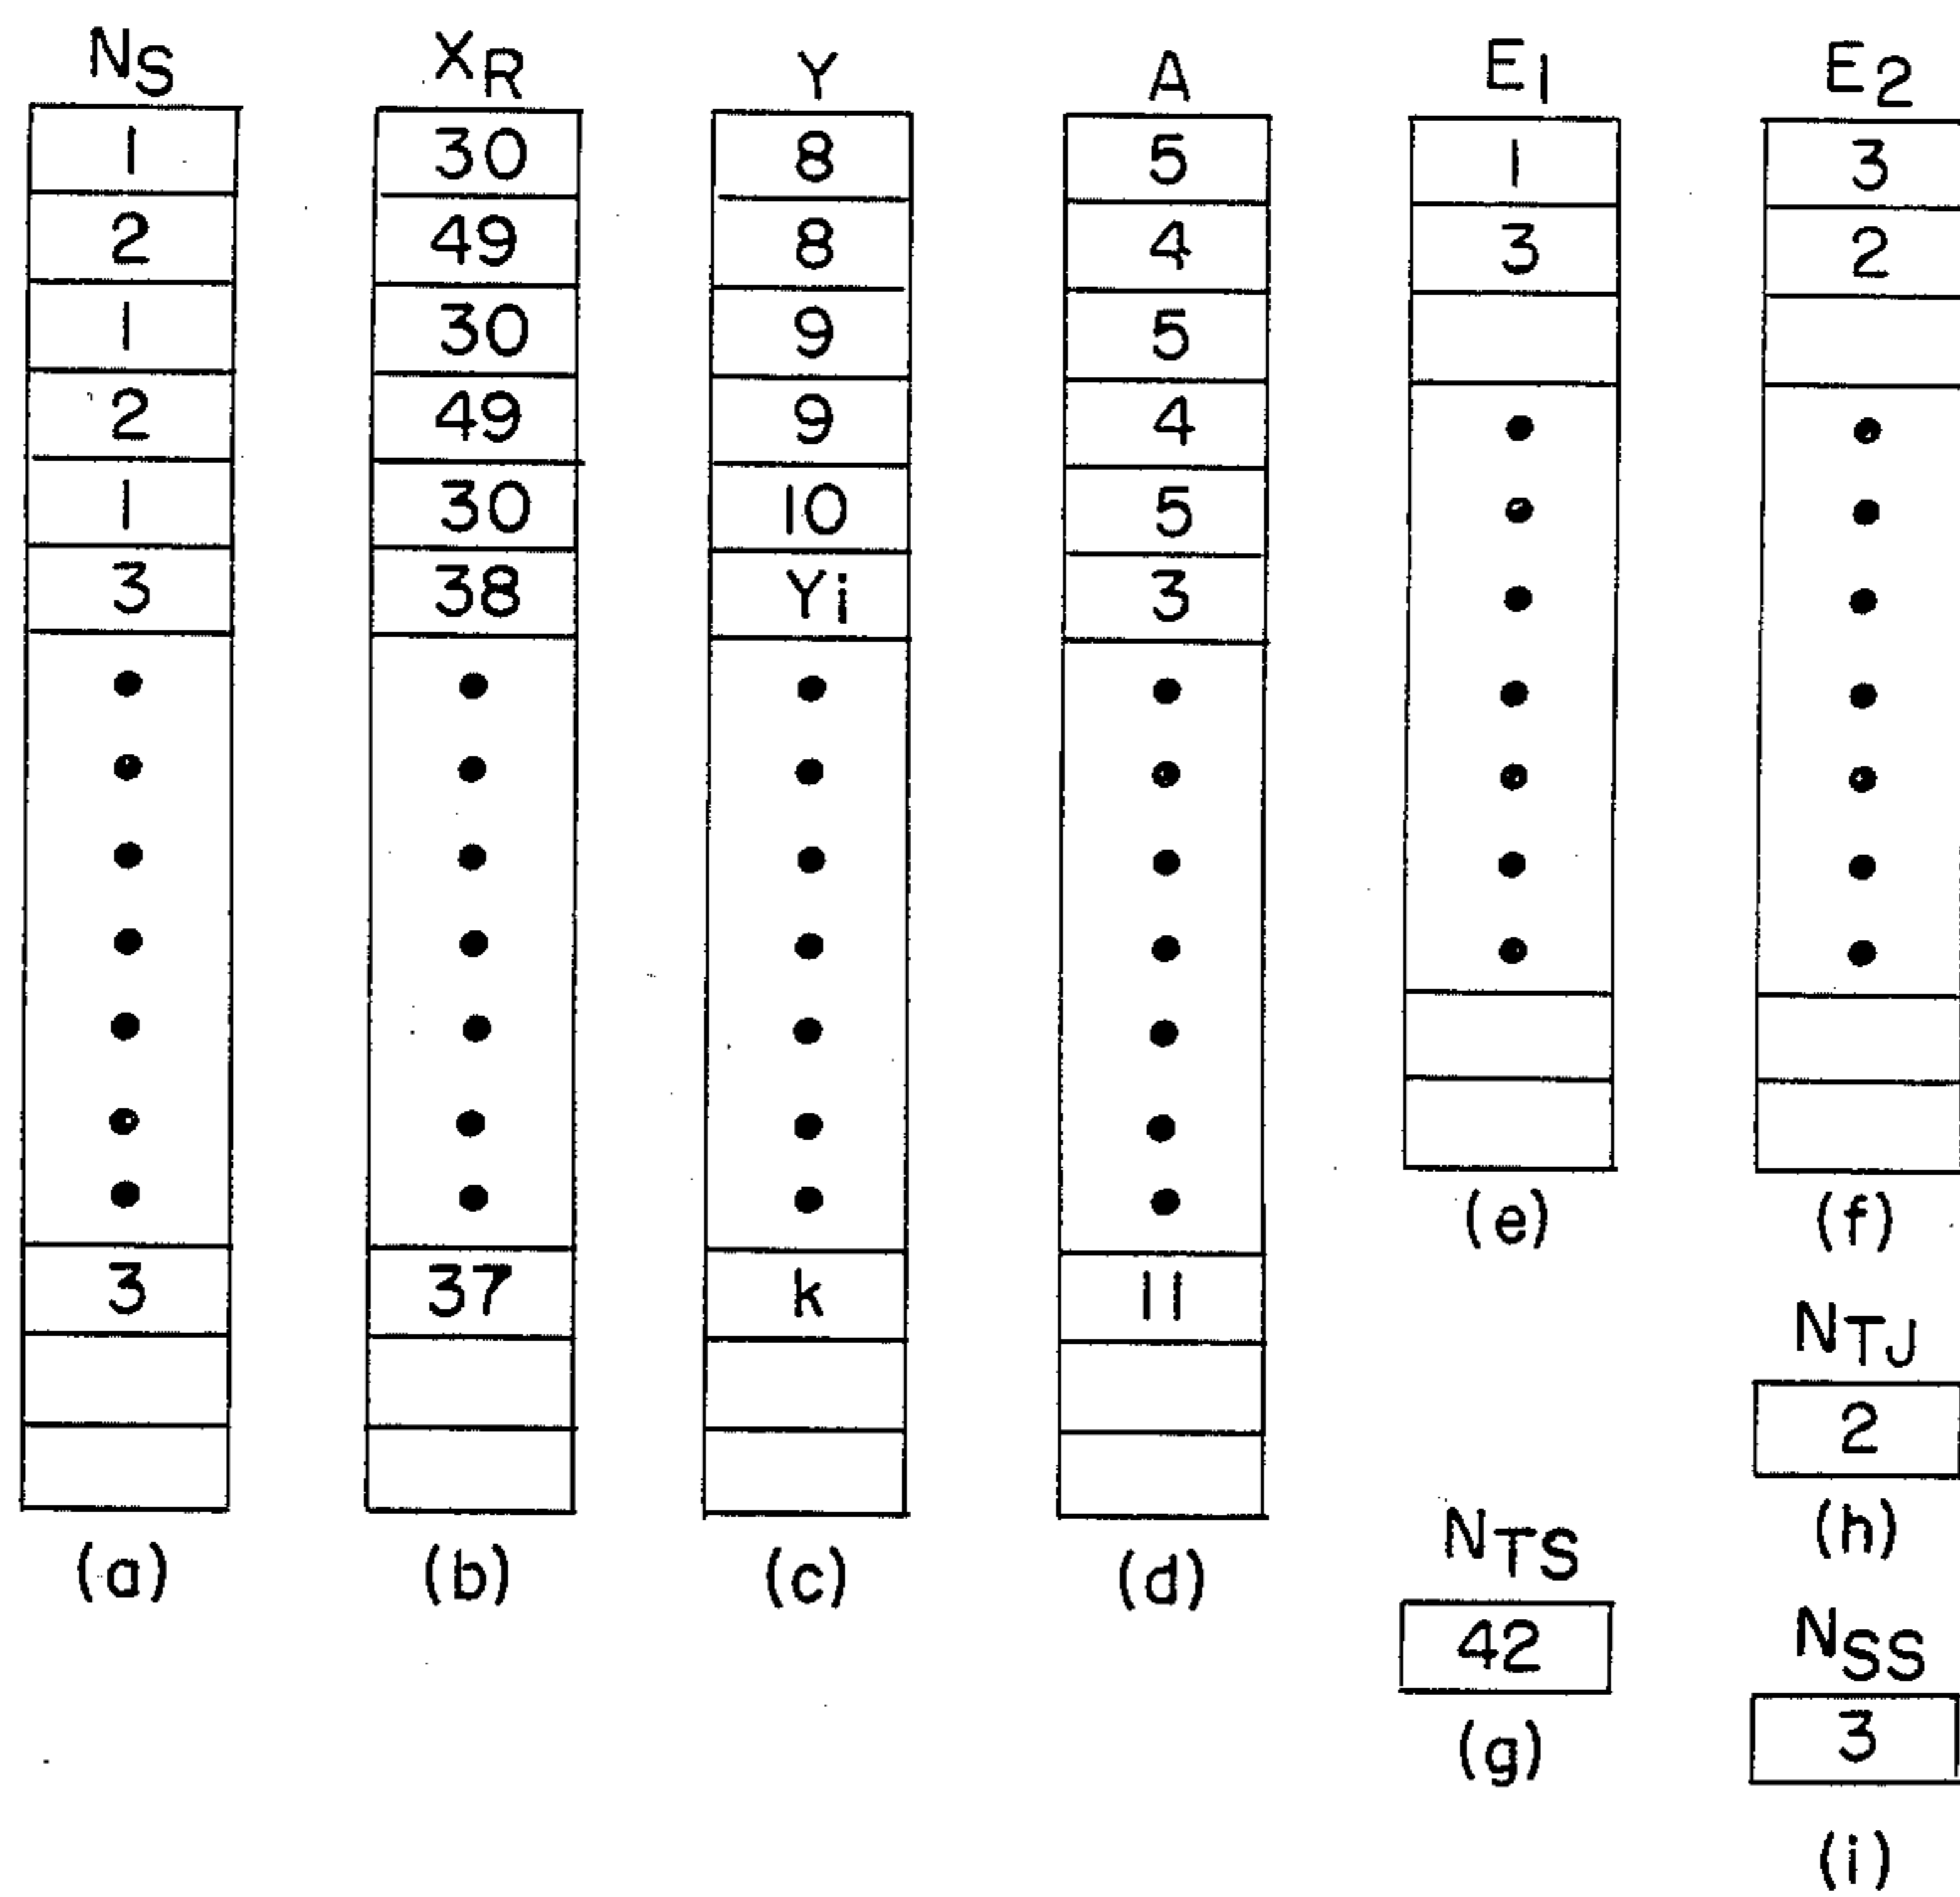 NS XR Y A E1 E2
1 30 8 5 1 3
2 49 8 4 3 2
1 30 9 5
2 49 9 4
1 30 10 5
3 38 Yi 3
(e) (f)
3 37 k 11
NTJ
2
(h)
NTS
(a) (b) (c) (d)
42
NSS
3
(g)
(i)